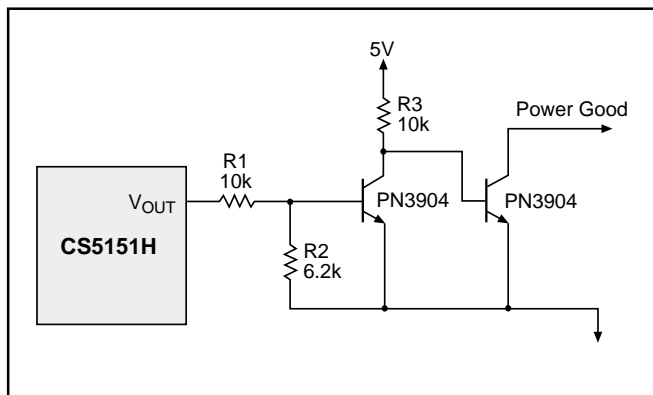 5V
R3
10k
Power Good
R1
10k
PN3904
PN3904
VOUT
CS5151H
R2
6.2k